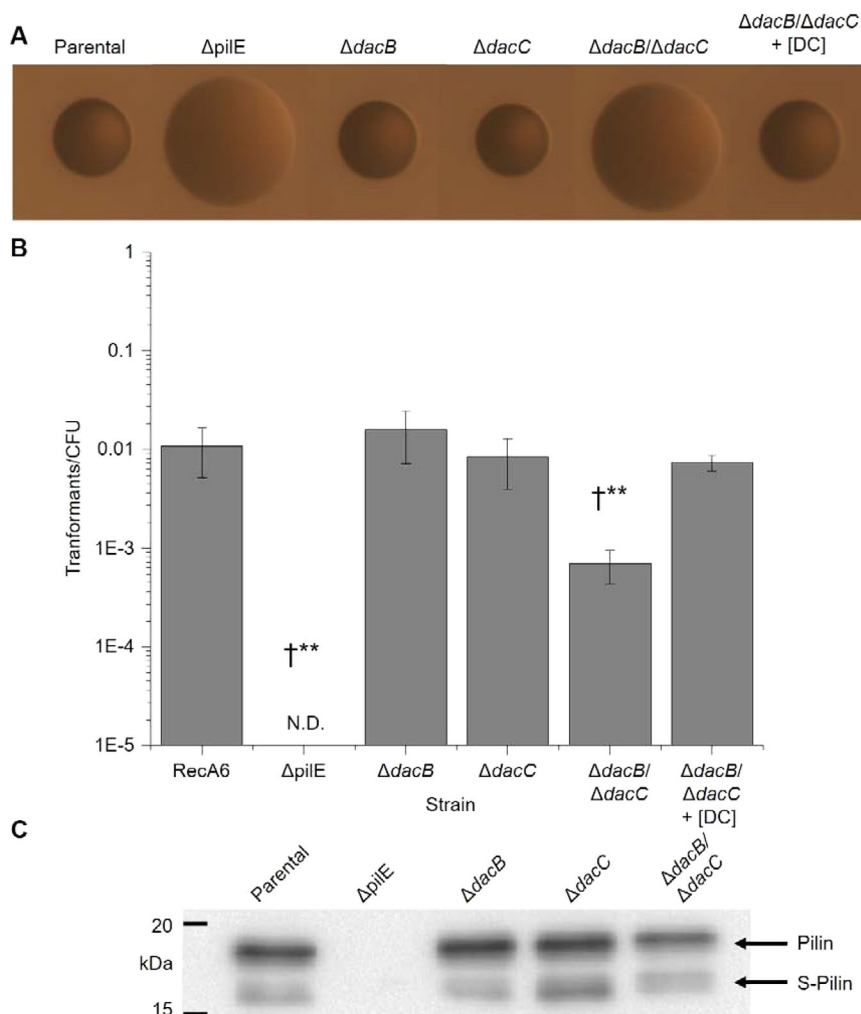 A
Parental ΔpilE ΔdacB ΔdacC ΔdacB/ΔdacC ΔdacB/ΔdacC
+ [DC]
B
Tranformants/CFU
1
0.1
0.01
1E-3
1E-4
1E-5
†**
N.D.
†**
RecA6 ΔpilE ΔdacB ΔdacC ΔdacB/ ΔdacB/
ΔdacC ΔdacC
+ [DC]
Strain
C
Parental ΔpilE ΔdacB ΔdacC ΔdacB/
ΔdacC
20
kDa
15
Pilin
S-Pilin